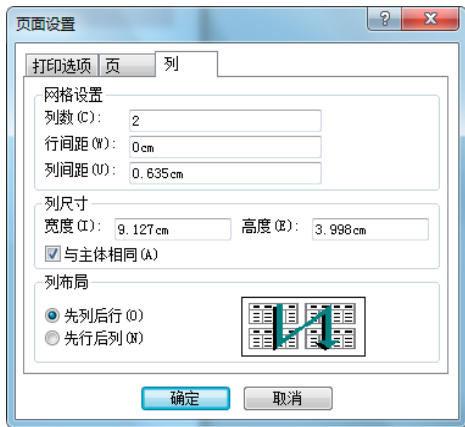 页面设置
打印选项 页 列
网格设置
列数(C): 2
行间距(W): 0cm
列间距(U): 0.635cm
列尺寸
宽度(I): 9.127cm 高度(E): 3.998cm
与主体相同(A)
列布局
先列后行(O)
先行后列(N)
确定 取消